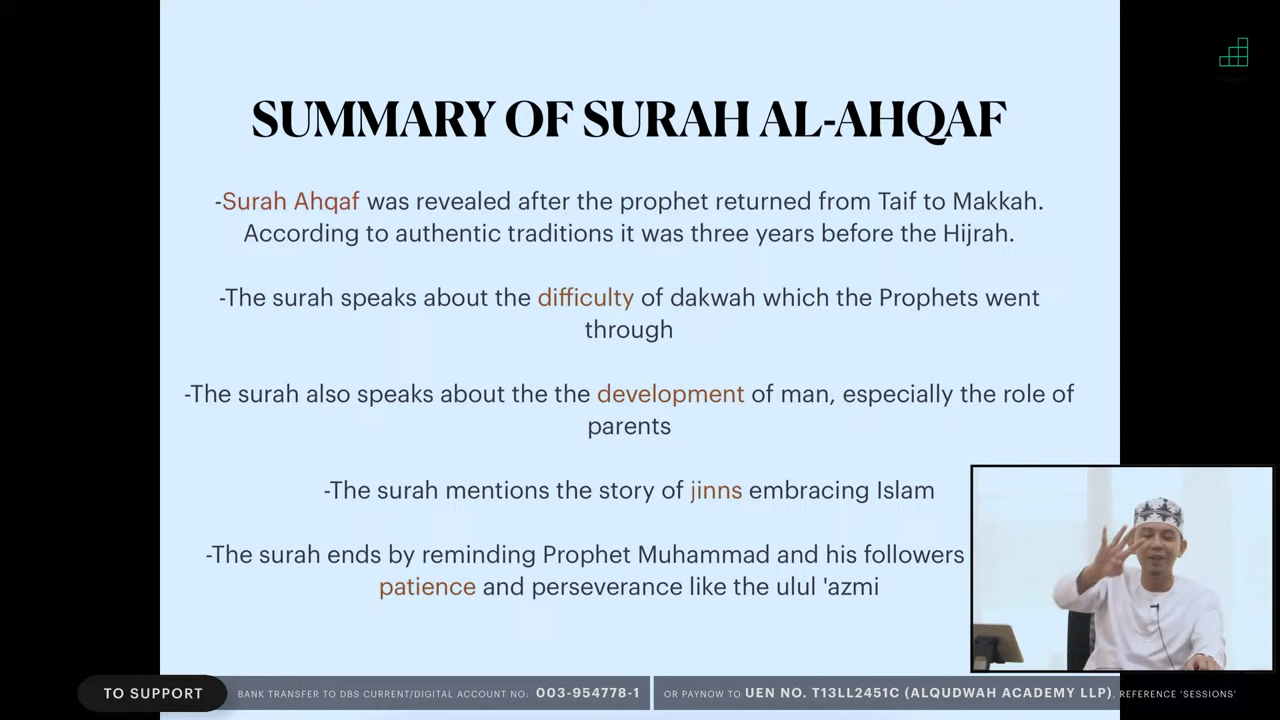 SUMMARY OF SURAH AL-AHQAF
-Surah Ahqaf was revealed after the prophet returned from Taif to Makkah.
According to authentic traditions it was three years before the Hijrah.
-The surah speaks about the difficulty of dakwah which the Prophets went
through
-The surah also speaks about the the development of man, especially the role of
parents
-The surah mentions the story of jinns embracing Islam
-The surah ends by reminding Prophet Muhammad and his followers
patience and perseverance like the ulul 'azmi
TO SUPPORT
BANK TRANSFER TO DBS CURRENT/DIGITAL ACCOUNT NO: 003-954778-1
OR PAYNOW TO UEN NO. T13LL2451C (ALQUDWAH ACADEMY LLP), REFERENCE 'SESSIONS'